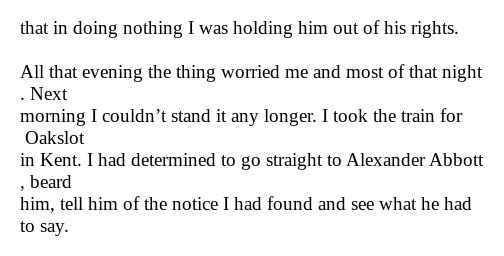 that in doing nothing I was holding him out of his rights.
All that evening the thing worried me and most of that night
. Next
morning I couldn’t stand it any longer. I took the train for
Oakslot
in Kent. I had determined to go straight to Alexander Abbott
, beard
him, tell him of the notice I had found and see what he had
to say.